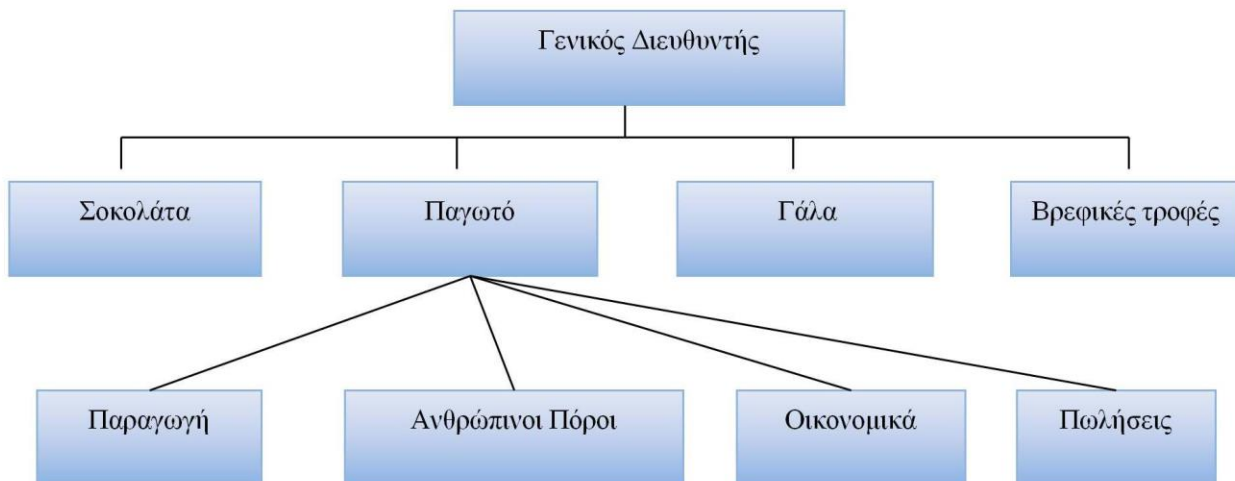 Γενικός Διευθυντής
Σοκολάτα
Παγωτό
Γάλα
Βρεφικές τροφές
Παραγωγή
Ανθρώπινοι Πόροι
Οικονομικά
Πωλήσεις